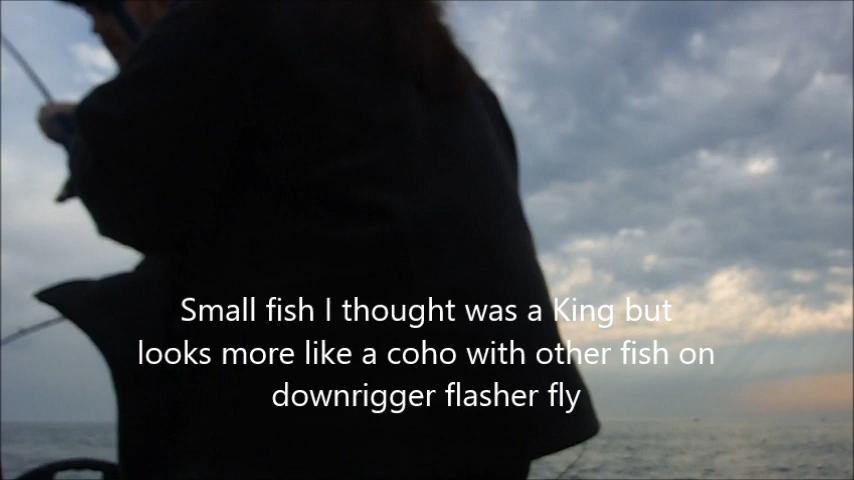 Small fish I thought was a King but
looks more like a coho with other fish on
downrigger flasher fly